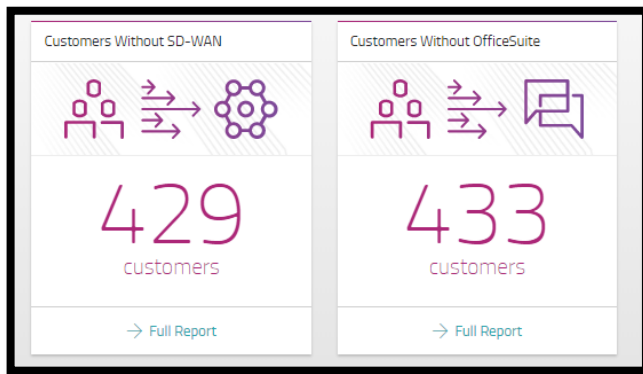 Customers Without SD-WAN
429
customers
→ Full Report
Customers Without OfficeSuite
433
customers
→ Full Report